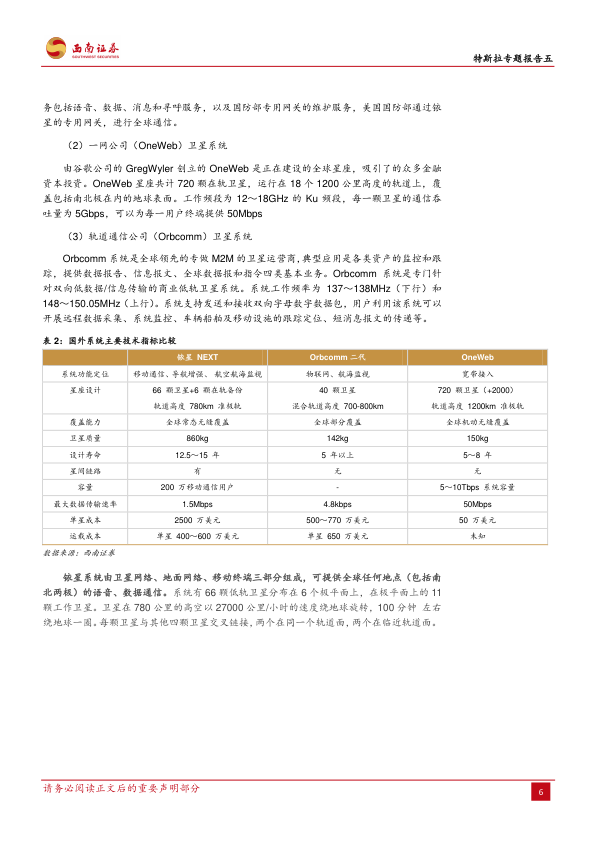 西南证券
SOUTHWEST SECURITIES
特斯拉专题报告五
务包括语音、数据、消息和寻呼服务，以及国防部专用网关的维护服务，美国国防部通过铱
星的专用网关，进行全球通信。
（2）一网公司（OneWeb）卫星系统
由谷歌公司的 GregWyler 创立的 OneWeb 是正在建设的全球星座，吸引了的众多金融
资本投资。OneWeb 星座共计 720 颗在轨卫星，运行在 18 个 1200 公里高度的轨道上，覆
盖包括南北极在内的地球表面。工作频段为 12～18GHz 的 Ku 频段，每一颗卫星的通信吞
吐量为 5Gbps，可以为每一用户终端提供 50Mbps
（3）轨道通信公司（Orbcomm）卫星系统
Orbcomm 系统是全球领先的专做 M2M 的卫星运营商，典型应用是各类资产的监控和跟
踪，提供数据报告、信息报文、全球数据报和指令四类基本业务。Orbcomm 系统是专门针
对双向低数据/信息传输的商业低轨卫星系统。系统工作频率为 137～138MHz（下行）和
148～150.05MHz（上行）。系统支持发送和接收双向字母数字数据包，用户利用该系统可以
开展远程数据采集、系统监控、车辆船舶及移动设施的跟踪定位、短消息报文的传递等。
表 2：国外系统主要技术指标比较
铱星 NEXT Orbcomm 二代 OneWeb
系统功能定位 移动通信、导航增强、 航空航海监视 物联网、航海监视 宽带接入
星座设计 66 颗卫星+6 颗在轨备份 40 颗卫星 720 颗卫星（+2000）
轨道高度 780km 准极轨 混合轨道高度 700-800km 轨道高度 1200km 准极轨
覆盖能力 全球常态无缝覆盖 全球部分覆盖 全球机动无缝覆盖
卫星质量 860kg 142kg 150kg
设计寿命 12.5～15 年 5 年以上 5～8 年
星间链路 有 无 无
容量 200 万移动通信用户 - 5～10Tbps 系统容量
最大数据传输速率 1.5Mbps 4.8kbps 50Mbps
单星成本 2500 万美元 500～770 万美元 50 万美元
运载成本 单星 400～600 万美元 单星 650 万美元 未知
数据来源：西南证券
铱星系统由卫星网络、地面网络、移动终端三部分组成，可提供全球任何地点（包括南
北两极）的语音、数据通信。系统有 66 颗低轨卫星分布在 6 个极平面上，在极平面上的 11
颗工作卫星。卫星在 780 公里的高空以 27000 公里/小时的速度绕地球旋转，100 分钟 左右
绕地球一圈。每颗卫星与其他四颗卫星交叉链接，两个在同一个轨道面，两个在临近轨道面。
请务必阅读正文后的重要声明部分
6